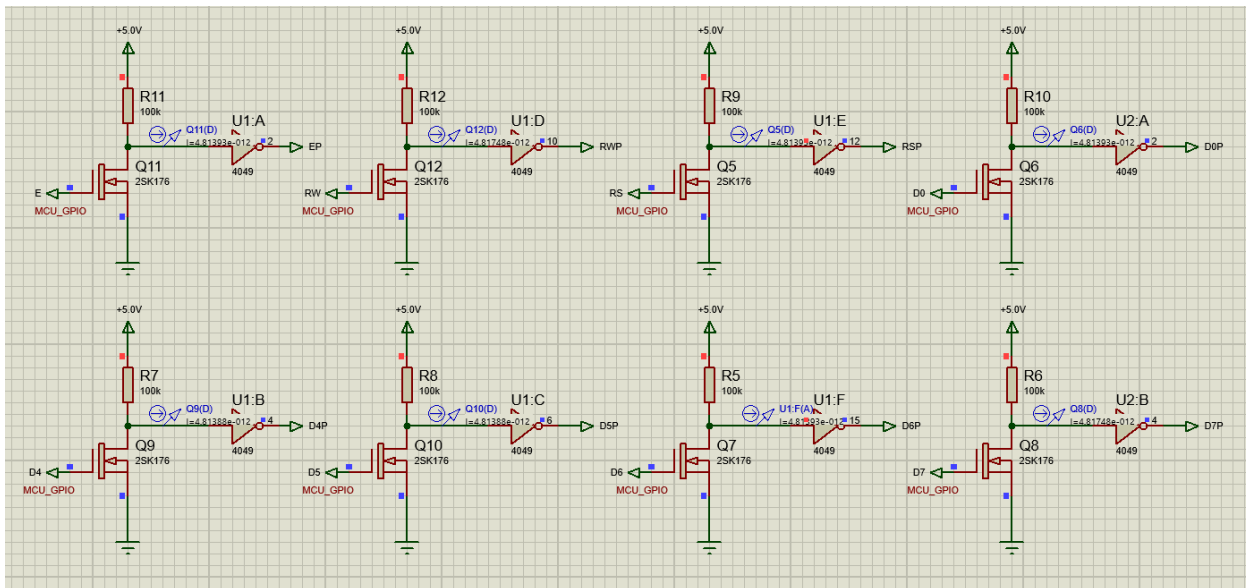 +5.0V
R11
100k
U1:A
Q11(D)
I=4.81393e-012
2
EP
4049
Q11
2SK176
E
MCU_GPIO
+5.0V
R12
100k
U1:D
Q12(D)
I=4.81748e-012
10
RWP
4049
Q12
2SK176
RW
MCU_GPIO
+5.0V
R9
100k
U1:E
Q5(D)
12
RSP
4049
Q5
2SK176
RS
MCU_GPIO
+5.0V
R10
100k
U2:A
Q6(D)
I=4.81393e-012
2
D0P
4049
Q6
2SK176
D0
MCU_GPIO
+5.0V
R7
100k
U1:B
Q9(D)
I=4.81388e-012
4
D4P
4049
Q9
2SK176
D4
MCU_GPIO
+5.0V
R8
100k
U1:C
Q10(D)
I=4.81388e-012
6
D5P
4049
Q10
2SK176
D5
MCU_GPIO
+5.0V
R5
100k
U1:F
U1:F(A)
15
D6P
4049
Q7
2SK176
D6
MCU_GPIO
+5.0V
R6
100k
U2:B
Q8(D)
I=4.81748e-012
4
D7P
4049
Q8
2SK176
D7
MCU_GPIO